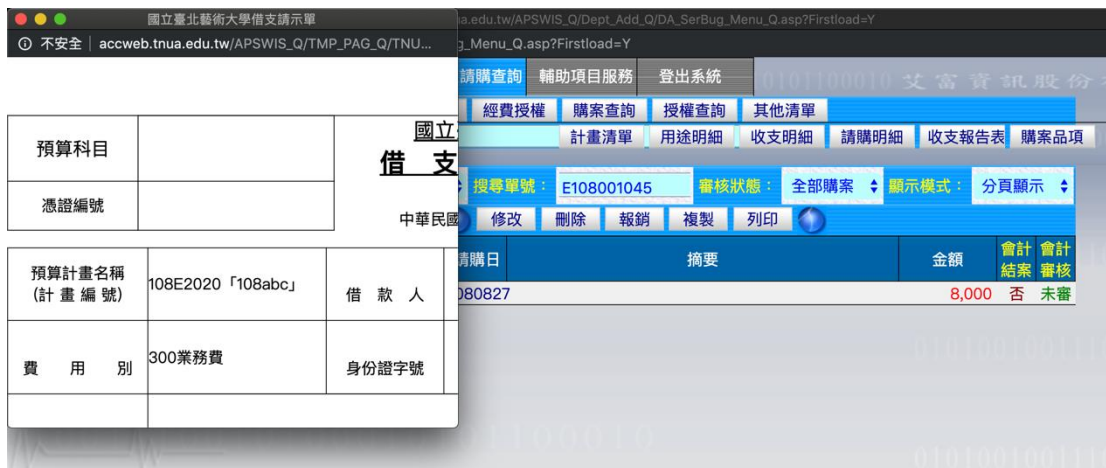 國立臺北藝術大學借支請示單
不安全 | accweb.tnua.edu.tw/APSWIS_Q/TMP_PAG_Q/TNU...
預算科目
國立
借 支
憑證編號
中華民國
預算計畫名稱
(計 畫 編 號)
108E2020「108abc」
借 款 人
費 用 別
300業務費
身份證字號
.edu.tw/APSWIS_Q/Dept_Add_Q/DA_SerBug_Menu_Q.asp?Firstload=Y
g_Menu_Q.asp?Firstload=Y
請購查詢 輔助項目服務 登出系統
0101100010 艾富資訊股份
經費授權 購案查詢 授權查詢 其他清單
計畫清單 用途明細 收支明細 請購明細 收支報告表 購案品項
搜尋單號： E108001045 審核狀態： 全部購案 顯示模式： 分頁顯示
修改 刪除 報銷 複製 列印
請購日 摘要 金額 會計結案 會計審核
080827 8,000 否 未審